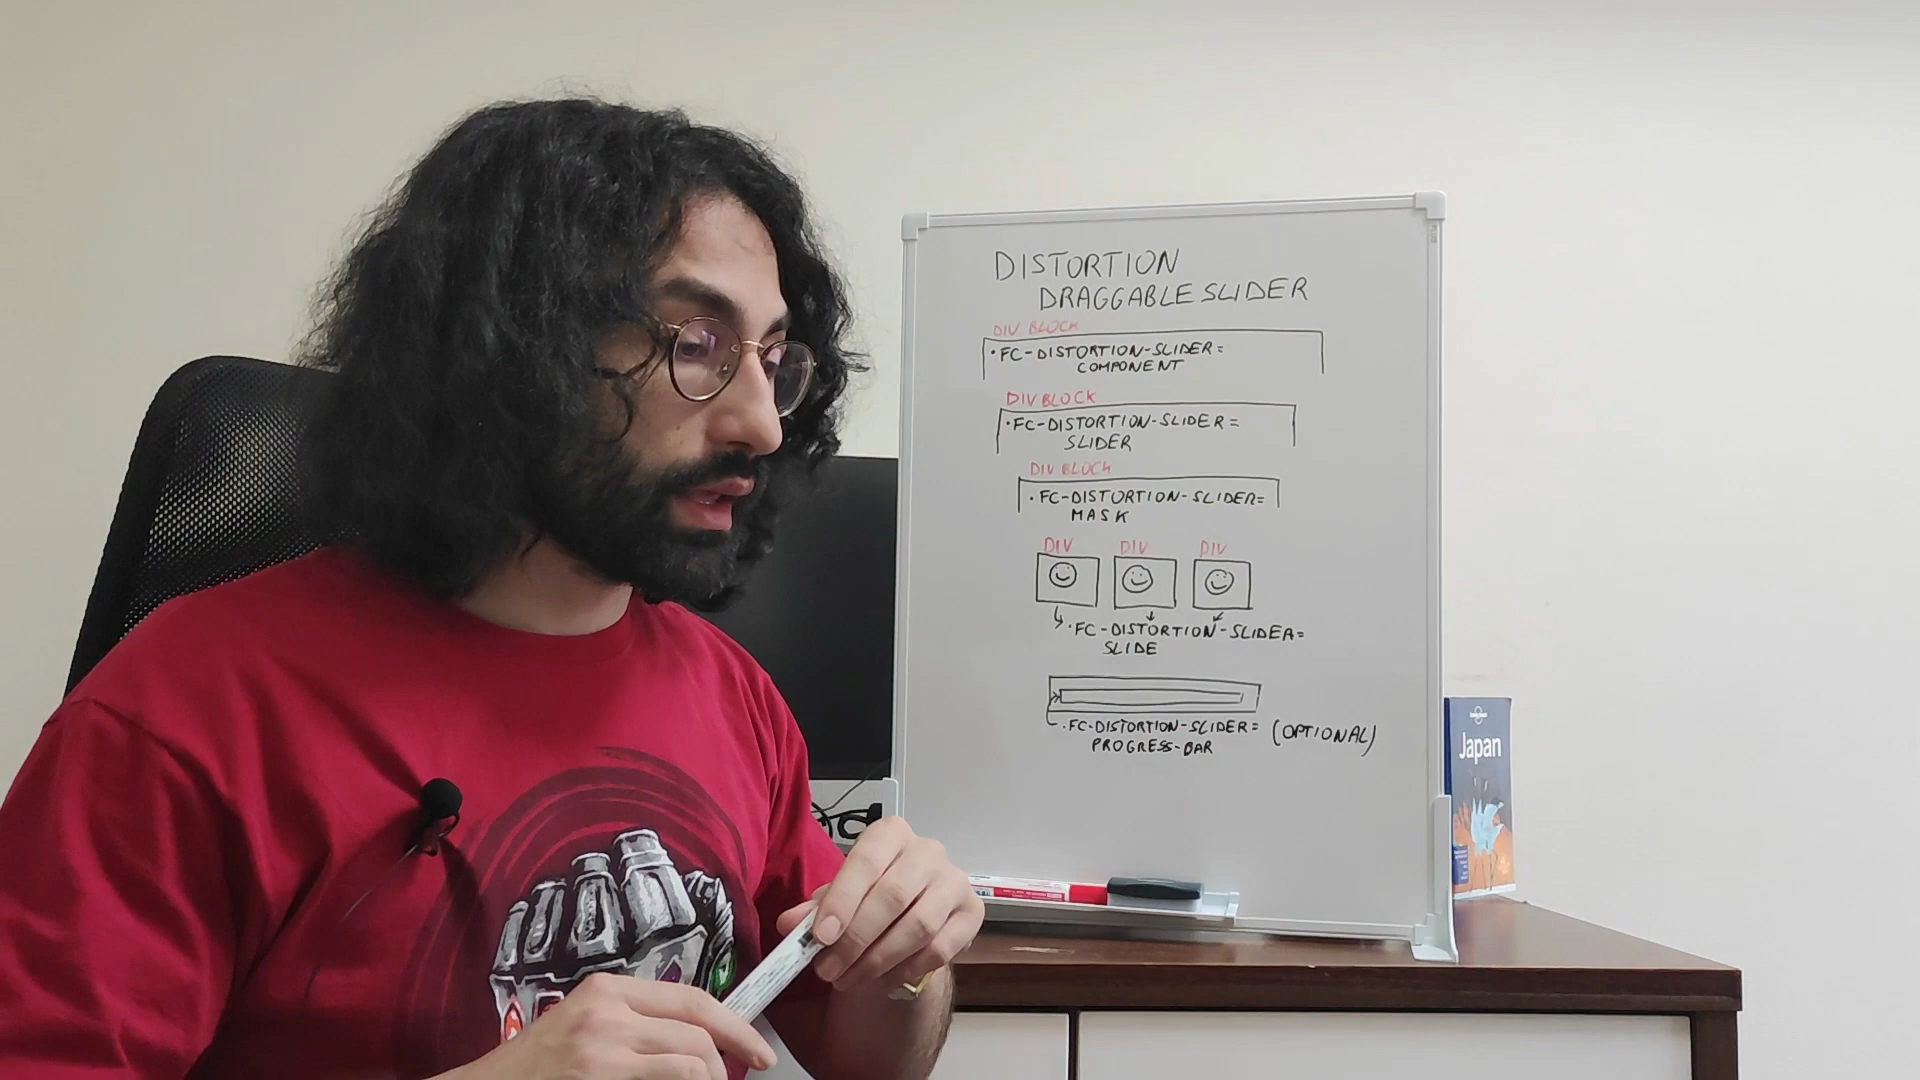 DISTORTION
DRAGGABLE SLIDER
DIV BLOCK
• FC-DISTORTION-SLIDER=
COMPONENT
DIV BLOCK
• FC-DISTORTION-SLIDER=
SLIDER
DIV BLOCK
• FC-DISTORTION-SLIDER=
MASK
DIV DIV DIV
• FC-DISTORTION-SLIDER=
SLIDE
• FC-DISTORTION-SLIDER= (OPTIONAL)
PROGRESS-BAR
PLUS
Japan